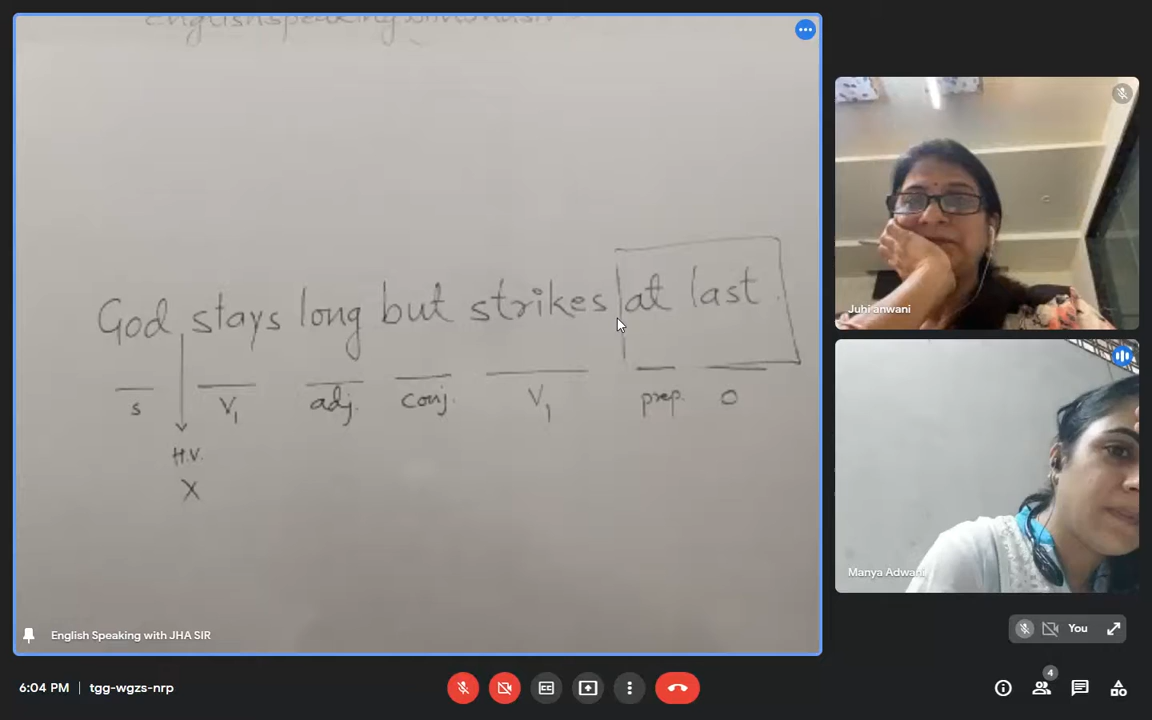 God stays long but strikes at last.
s V₁ adj. conj. V₁ prep. O
H.V.
X
Juhi anwani
Manya Adwani
You
English Speaking with JHA SIR
6:04 PM tgg-wgzs-nrp
4